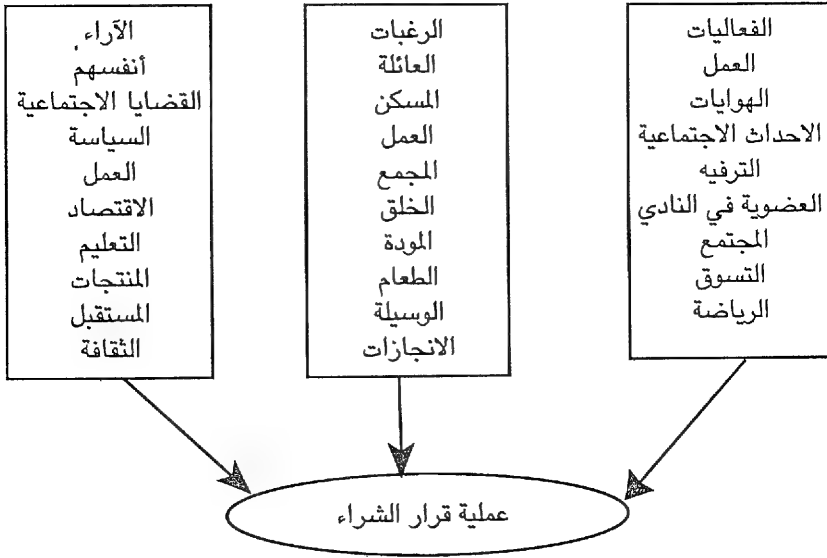 الفعاليات
العمل
الهوايات
الاحداث الاجتماعية
الترفيه
العضوية في النادي
المجتمع
التسوق
الرياضة
الرغبات
العائلة
المسكن
العمل
المجمع
الخلق
المودة
الطعام
الوسيلة
الانجازات
الآراء
أنفسهم
القضايا الاجتماعية
السياسة
العمل
الاقتصاد
التعليم
المنتجات
المستقبل
الثقافة
عملية قرار الشراء